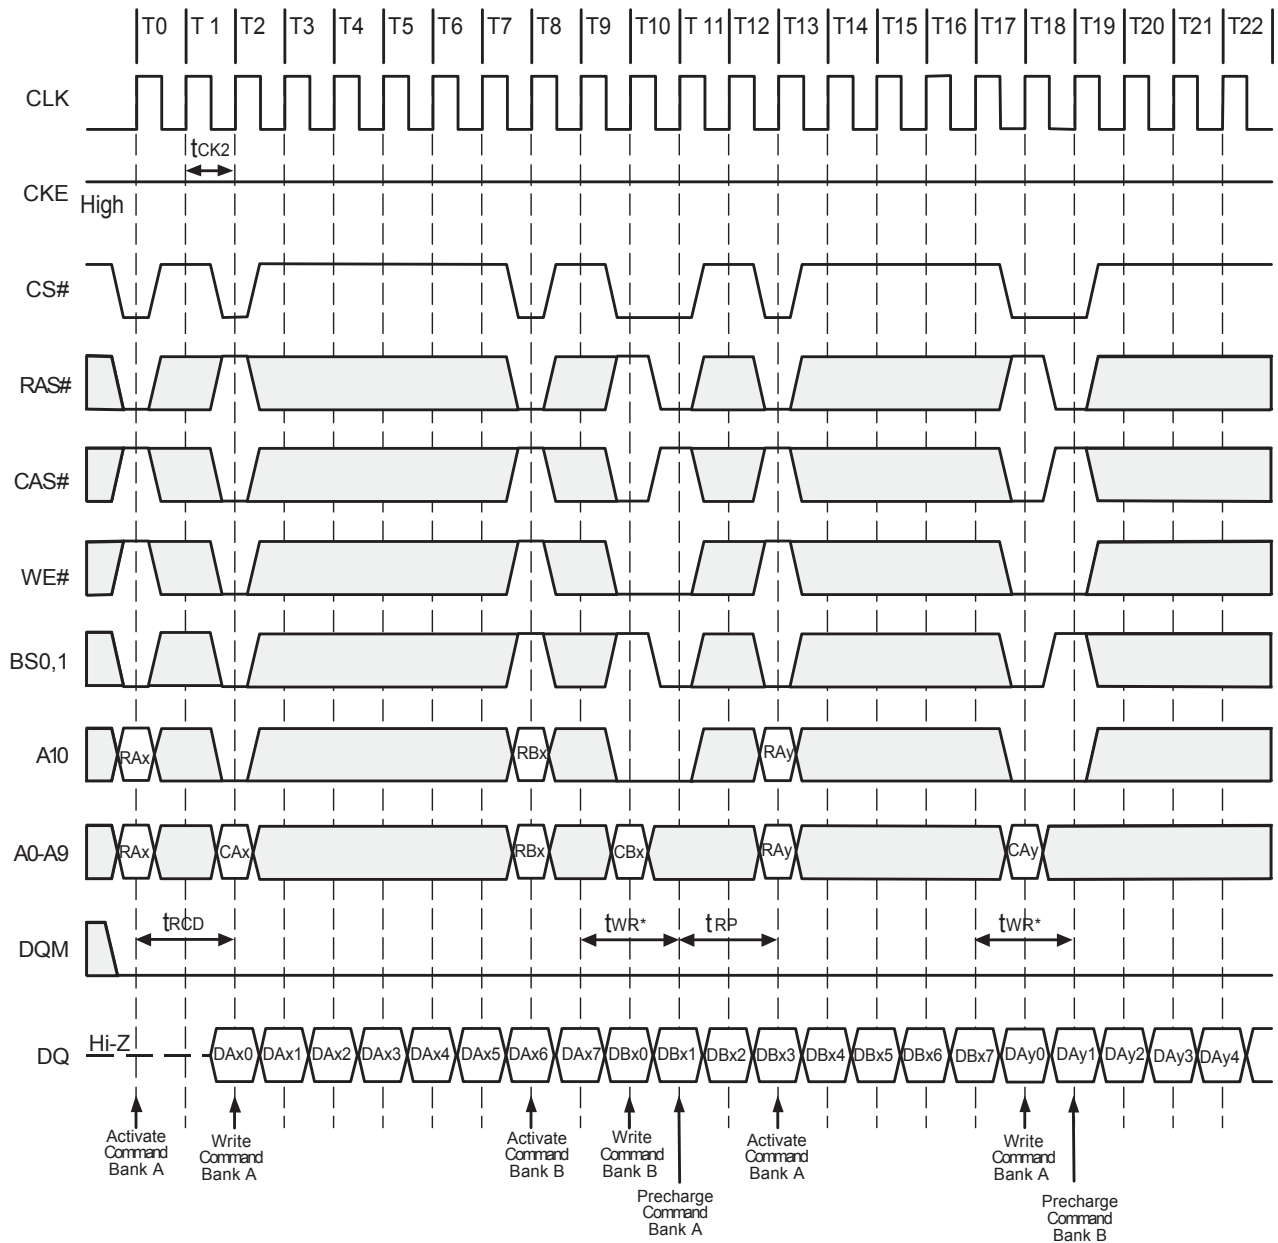 T0 T 1 T2 T3 T4 T5 T6 T7 T8 T9 T10 T 11 T12 T13 T14 T15 T16 T17 T18 T19 T20 T21 T22
CLK
tCK2
CKE
High
CS#
RAS#
CAS#
WE#
BS0,1
A10
RAx RBx RAy
A0-A9
RAx CAx RBx CBx RAy CAy
tRCD tWR* tRP tWR*
DQM
Hi-Z
DQ
DAx0 DAx1 DAx2 DAx3 DAx4 DAx5 DAx6 DAx7 DBx0 DBx1 DBx2 DBx3 DBx4 DBx5 DBx6 DBx7 DAy0 DAy1 DAy2 DAy3 DAy4
Activate
Command
Bank A
Write
Command
Bank A
Activate
Command
Bank B
Write
Command
Bank B
Precharge
Command
Bank A
Activate
Command
Bank A
Write
Command
Bank A
Precharge
Command
Bank B